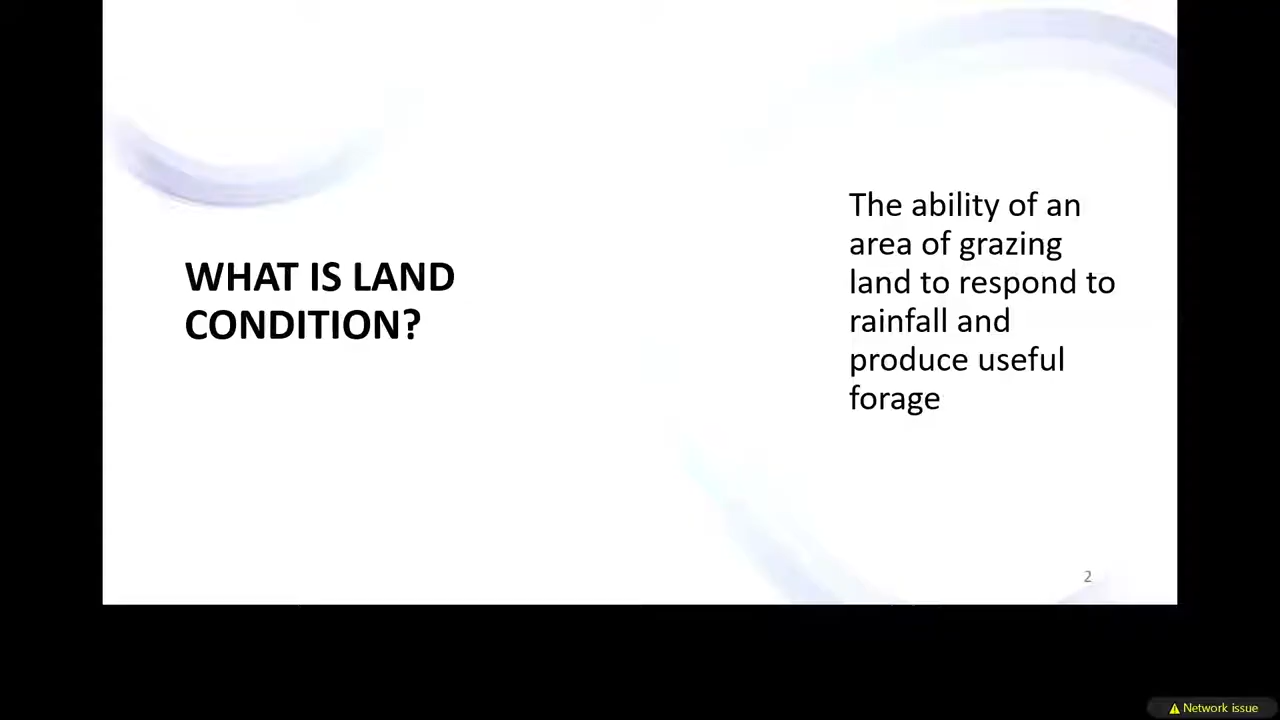 WHAT IS LAND
CONDITION?
The ability of an
area of grazing
land to respond to
rainfall and
produce useful
forage
2
Network issue